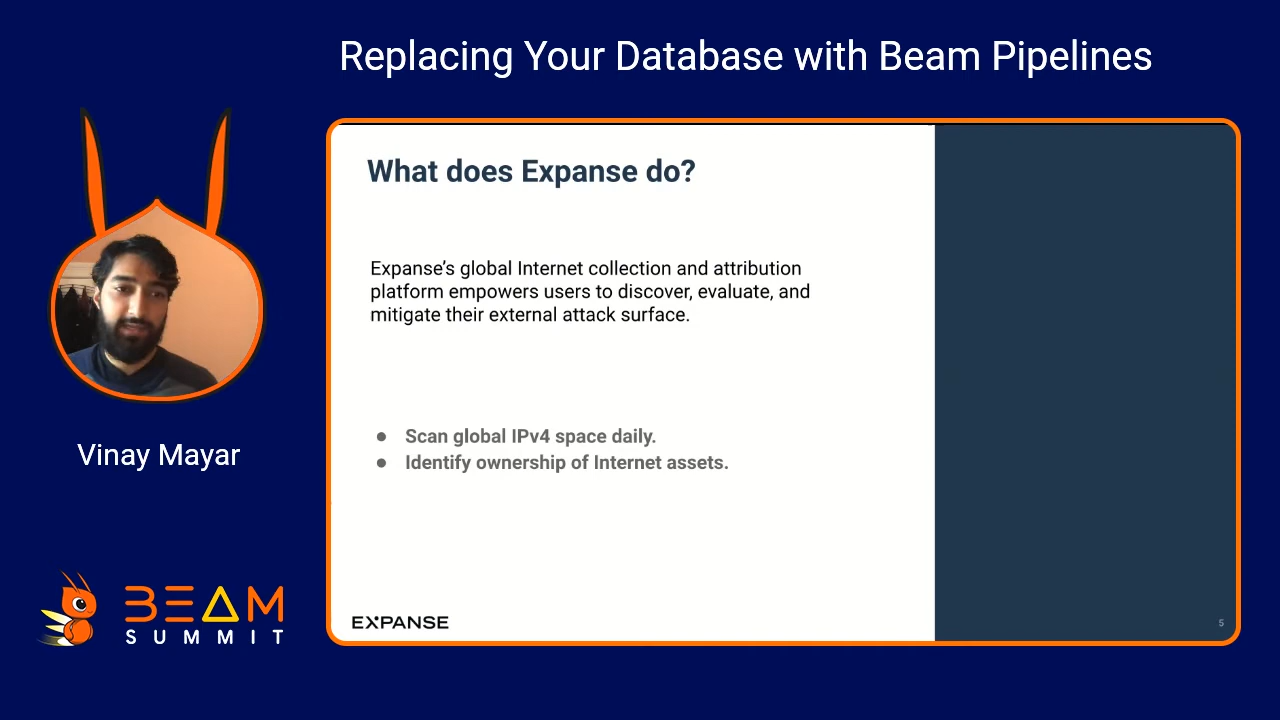 Replacing Your Database with Beam Pipelines
What does Expanse do?
Expanse's global Internet collection and attribution
platform empowers users to discover, evaluate, and
mitigate their external attack surface.
● Scan global IPv4 space daily.
● Identify ownership of Internet assets.
EXPANSE
5
Vinay Mayar
BEAM
SUMMIT